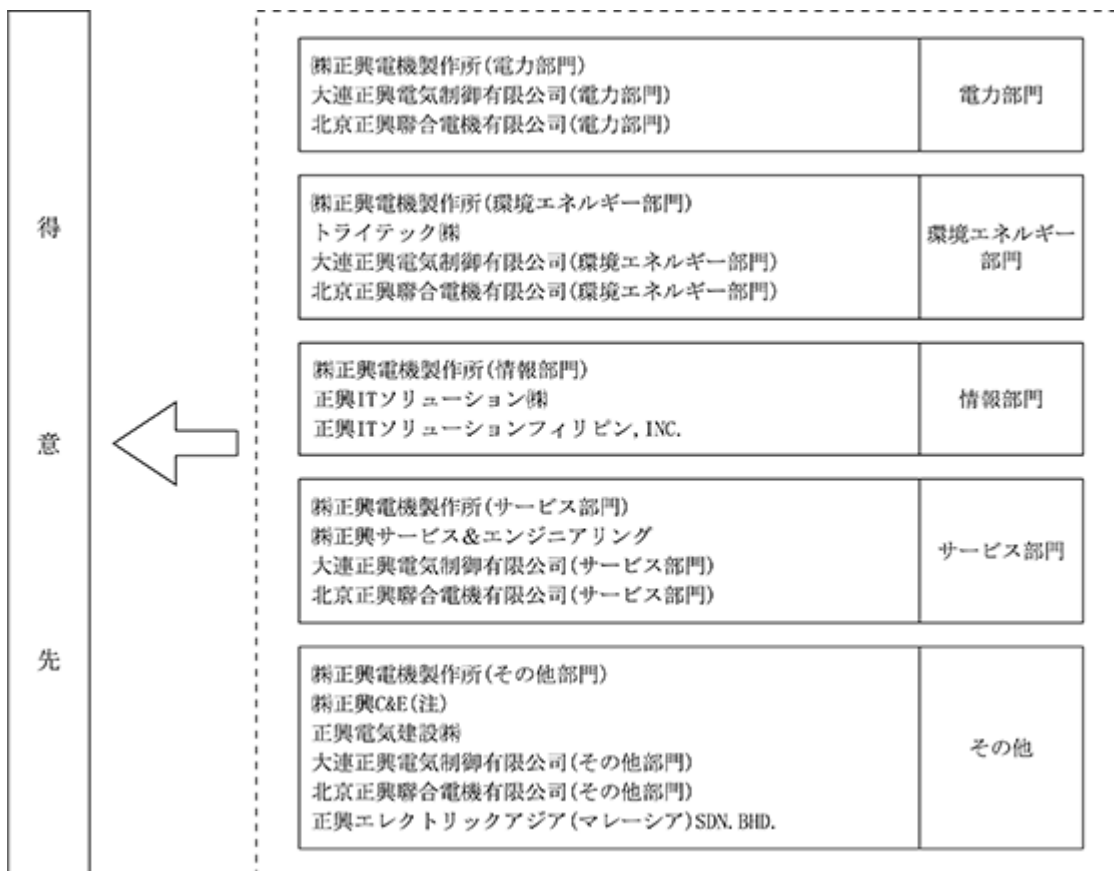 得意先
㈱正興電機製作所(電力部門)
大連正興電気制御有限公司(電力部門)
北京正興聯合電機有限公司(電力部門)
電力部門
㈱正興電機製作所(環境エネルギー部門)
トライテック㈱
大連正興電気制御有限公司(環境エネルギー部門)
北京正興聯合電機有限公司(環境エネルギー部門)
環境エネルギー
部門
㈱正興電機製作所(情報部門)
正興ITソリューション㈱
正興ITソリューションフィリピン, INC.
情報部門
㈱正興電機製作所(サービス部門)
㈱正興サービス&エンジニアリング
大連正興電気制御有限公司(サービス部門)
北京正興聯合電機有限公司(サービス部門)
サービス部門
㈱正興電機製作所(その他部門)
㈱正興C&E(注)
正興電気建設㈱
大連正興電気制御有限公司(その他部門)
北京正興聯合電機有限公司(その他部門)
正興エレクトリックアジア(マレーシア)SDN. BHD.
その他